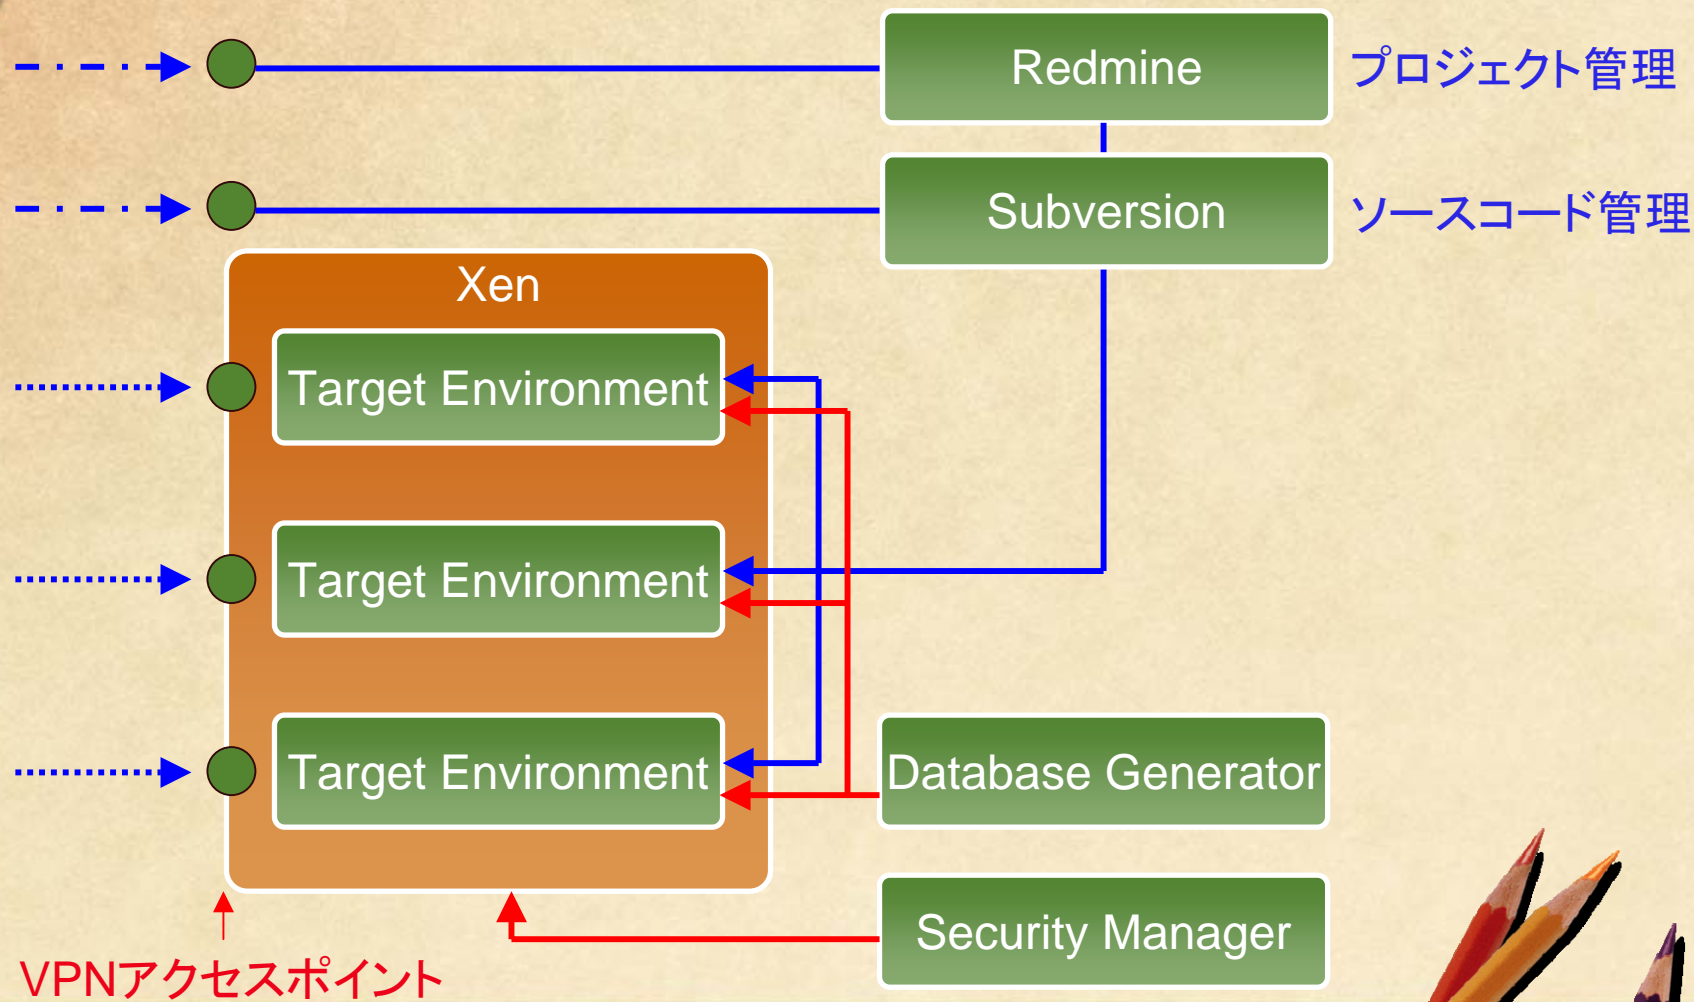 Redmine
プロジェクト管理
Subversion
ソースコード管理
Xen
Target Environment
Target Environment
Target Environment
Database Generator
Security Manager
VPNアクセスポイント